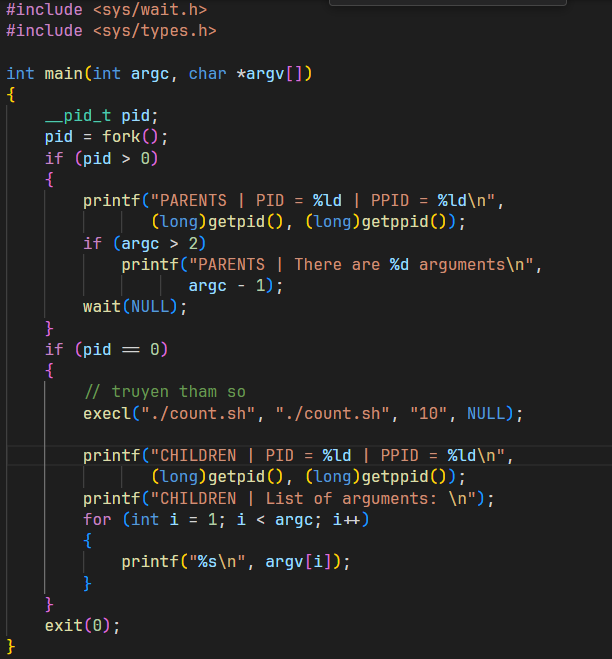 #include <sys/wait.h>
#include <sys/types.h>
int main(int argc, char *argv[])
{
__pid_t pid;
pid = fork();
if (pid > 0)
{
printf("PARENTS | PID = %ld | PPID = %ld\n",
(long)getpid(), (long)getppid());
if (argc > 2)
printf("PARENTS | There are %d arguments\n",
argc - 1);
wait(NULL);
}
if (pid == 0)
{
// truyen tham so
execl("./count.sh", "./count.sh", "10", NULL);
printf("CHILDREN | PID = %ld | PPID = %ld\n",
(long)getpid(), (long)getppid());
printf("CHILDREN | List of arguments: \n");
for (int i = 1; i < argc; i++)
{
printf("%s\n", argv[i]);
}
}
exit(0);
}